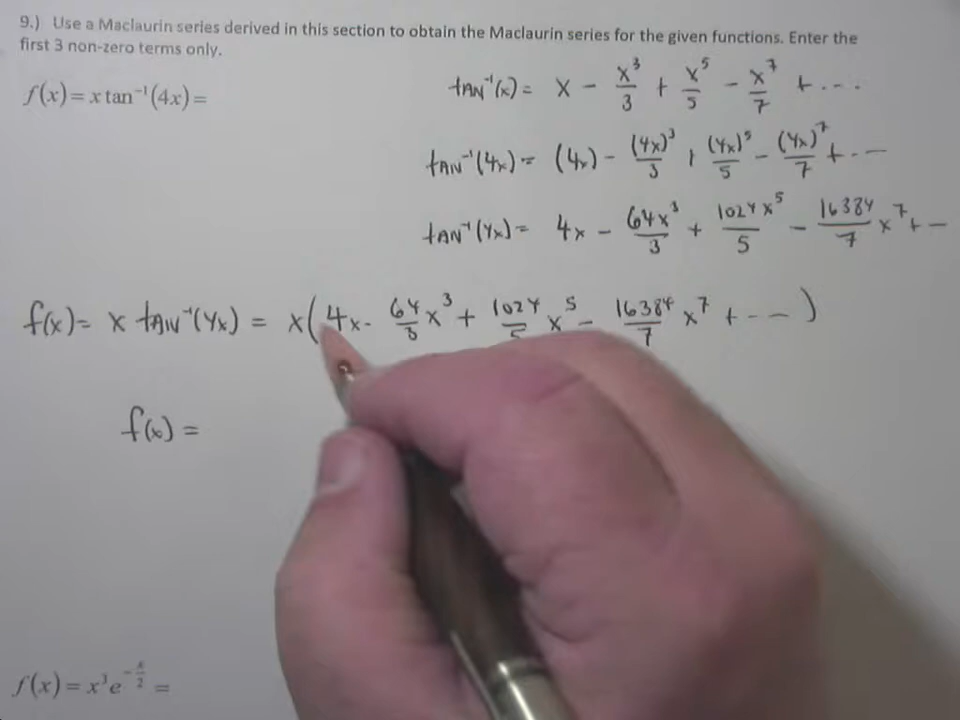 9.) Use a Maclaurin series derived in this section to obtain the Maclaurin series for the given functions. Enter the
first 3 non-zero terms only.
f(x) = x tan⁻¹(4x) =
tan⁻¹(x) = x - x³/3 + x⁵/5 - x⁷/7 + ....
tan⁻¹(4x) = (4x) - (4x)³/3 + (4x)⁵/5 - (4x)⁷/7 + ---
tan⁻¹(4x) = 4x - 64x³/3 + 1024x⁵/5 - 16384/7 x⁷ + --
f(x) = x tan⁻¹(4x) = x(4x - 64/3 x³ + 1024/5 x⁵ - 16384/7 x⁷ + ---)
f(x) =
f(x) = x³e^(-x/2) =